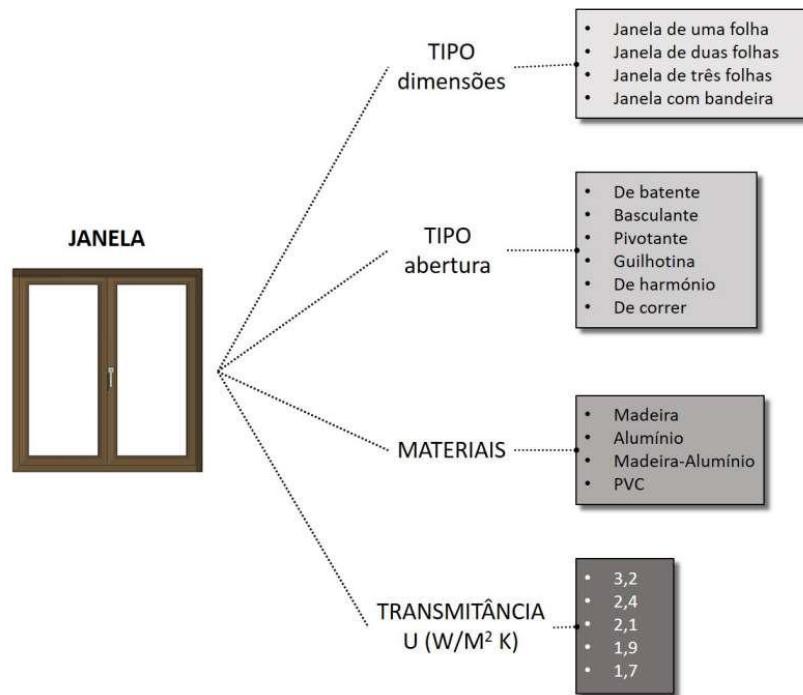 JANELA
TIPO
dimensões
• Janela de uma folha
• Janela de duas folhas
• Janela de três folhas
• Janela com bandeira
TIPO
abertura
• De batente
• Basculante
• Pivotante
• Guilhotina
• De harmónio
• De correr
MATERIAIS
• Madeira
• Alumínio
• Madeira-Alumínio
• PVC
TRANSMITÂNCIA
U (W/M² K)
• 3,2
• 2,4
• 2,1
• 1,9
• 1,7